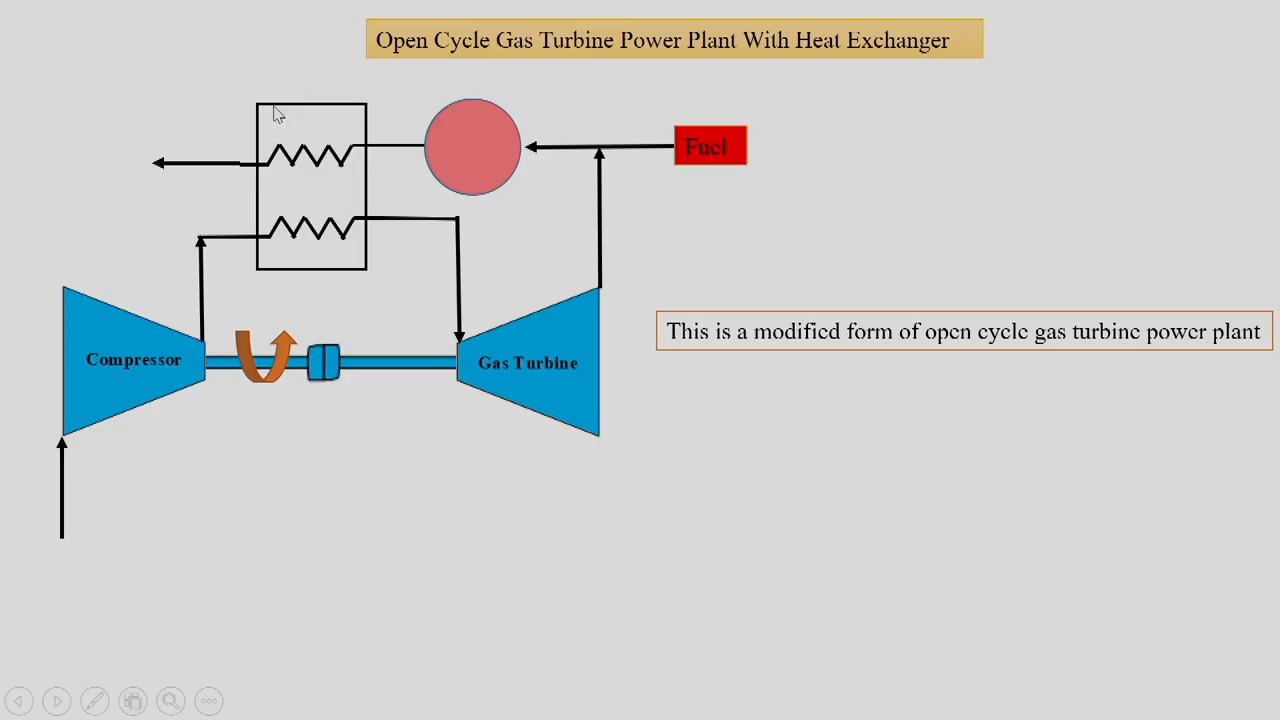 Open Cycle Gas Turbine Power Plant With Heat Exchanger
Fuel
This is a modified form of open cycle gas turbine power plant
Compressor
Gas Turbine